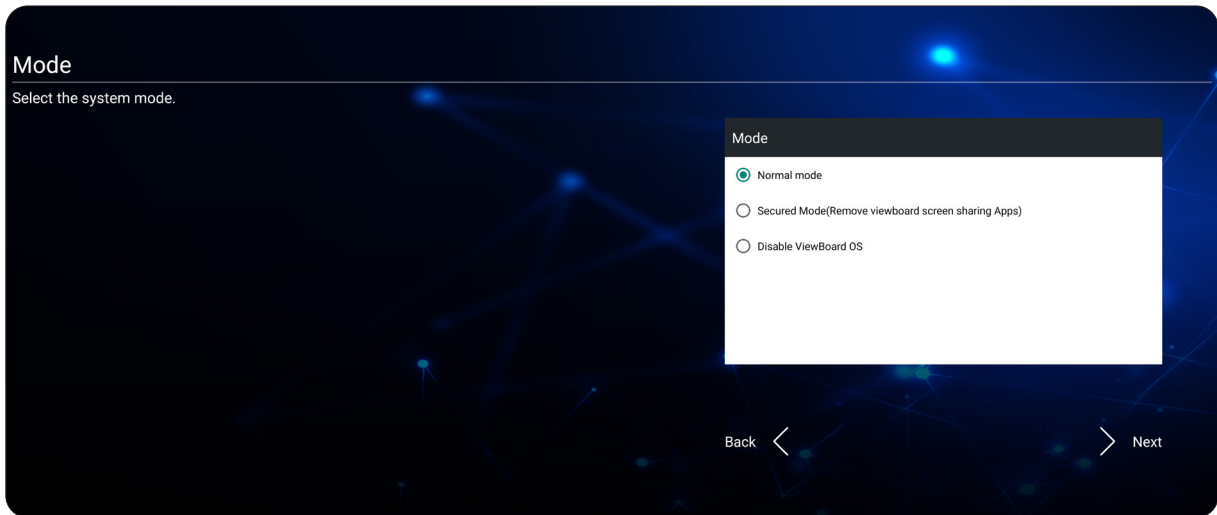 Mode
Select the system mode.
Mode
Normal mode
Secured Mode(Remove viewboard screen sharing Apps)
Disable ViewBoard OS
Back
Next